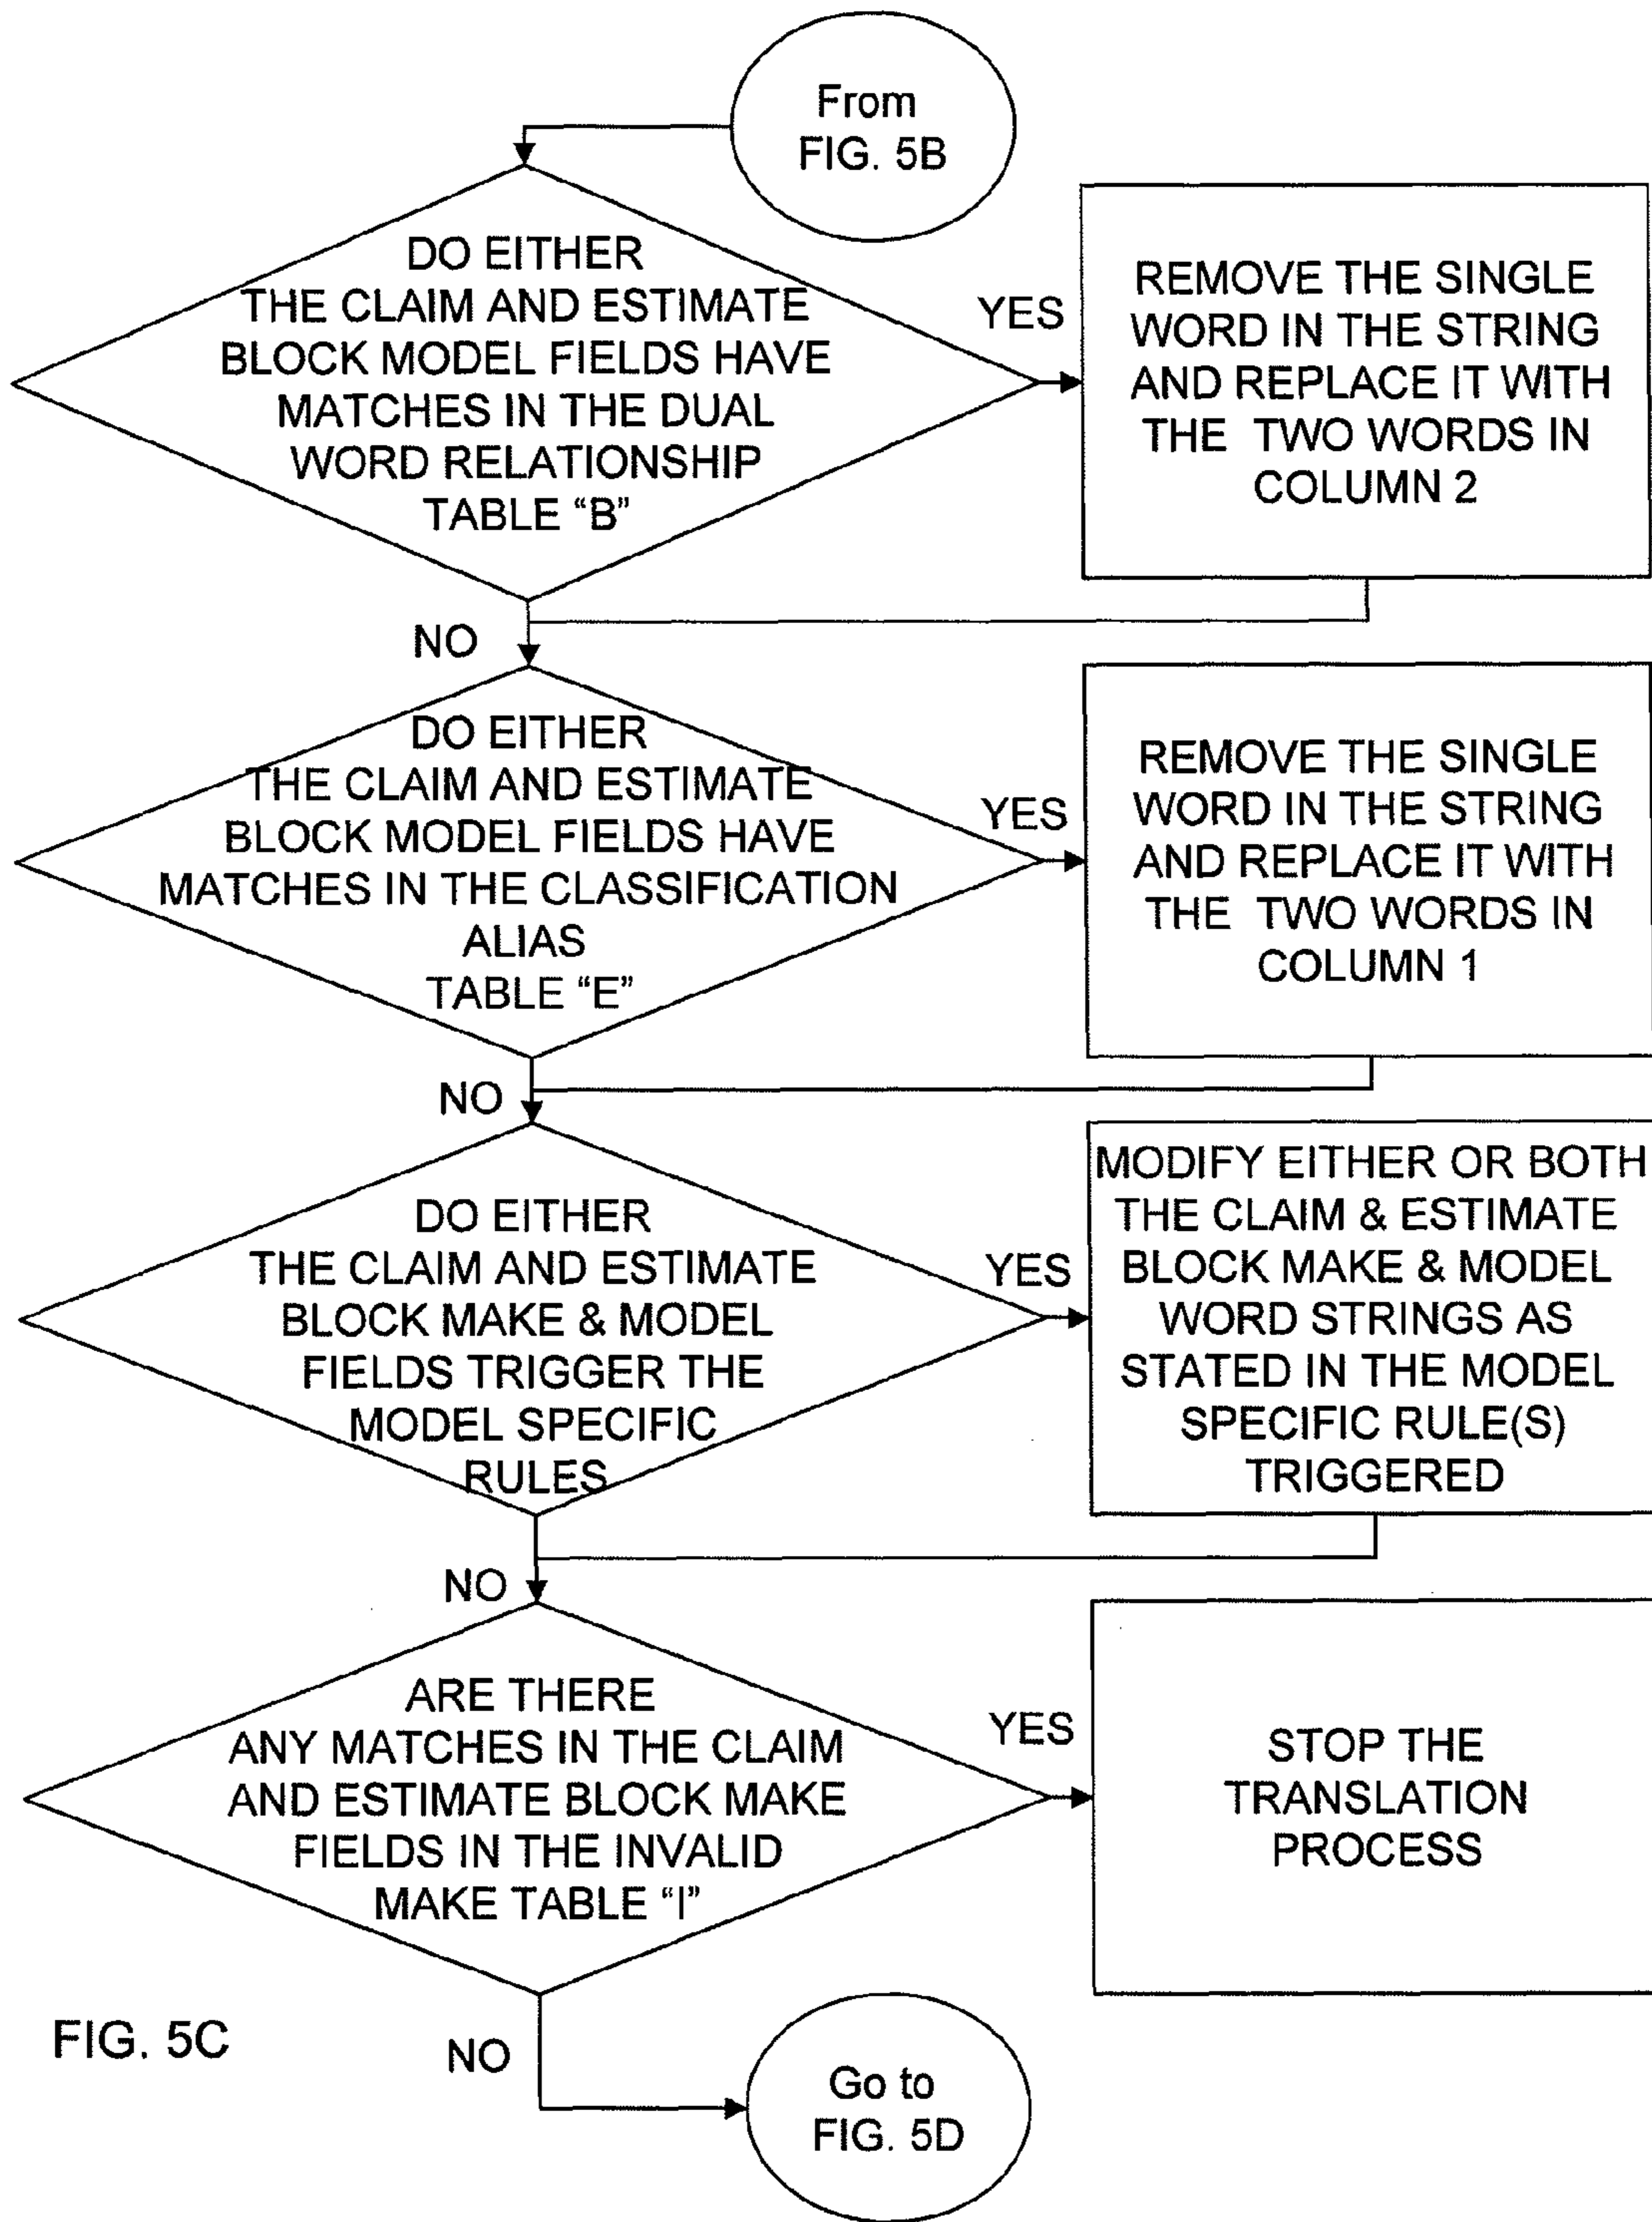 From
FIG. 5B
DO EITHER
THE CLAIM AND ESTIMATE
BLOCK MODEL FIELDS HAVE
MATCHES IN THE DUAL
WORD RELATIONSHIP
TABLE “B”
YES
REMOVE THE SINGLE
WORD IN THE STRING
AND REPLACE IT WITH
THE TWO WORDS IN
COLUMN 2
NO
DO EITHER
THE CLAIM AND ESTIMATE
BLOCK MODEL FIELDS HAVE
MATCHES IN THE CLASSIFICATION
ALIAS
TABLE “E”
YES
REMOVE THE SINGLE
WORD IN THE STRING
AND REPLACE IT WITH
THE TWO WORDS IN
COLUMN 1
NO
DO EITHER
THE CLAIM AND ESTIMATE
BLOCK MAKE & MODEL
FIELDS TRIGGER THE
MODEL SPECIFIC
RULES
YES
MODIFY EITHER OR BOTH
THE CLAIM & ESTIMATE
BLOCK MAKE & MODEL
WORD STRINGS AS
STATED IN THE MODEL
SPECIFIC RULE(S)
TRIGGERED
NO
ARE THERE
ANY MATCHES IN THE CLAIM
AND ESTIMATE BLOCK MAKE
FIELDS IN THE INVALID
MAKE TABLE “I”
YES
STOP THE
TRANSLATION
PROCESS
NO
Go to
FIG. 5D
FIG. 5C